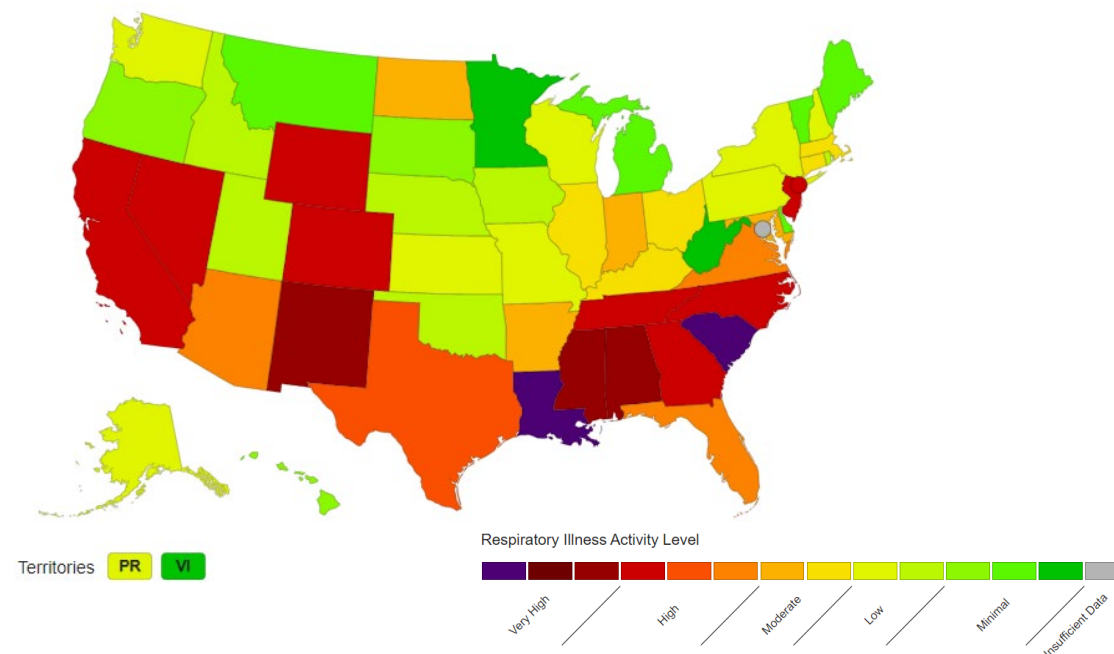 Territories PR VI
Respiratory Illness Activity Level
Very High
High
Moderate
Low
Minimal
Insufficient Data